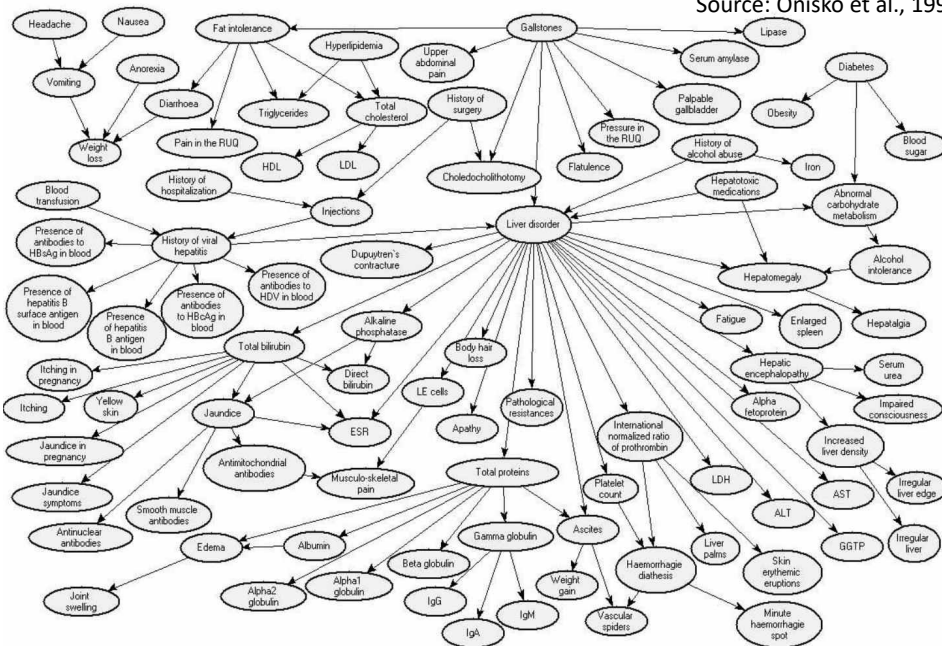 Source: Onisko et al., 199
Headache
Nausea
Fat intolerance
Gallstones
Lipase
Hyperlipidemia
Upper
abdominal
pain
Serum amylase
Vomiting
Anorexia
Diabetes
Diarrhoea
Triglycerides
Total
cholesterol
History of
surgery
Palpable
gallbladder
Obesity
Weight
loss
Pain in the RUQ
HDL
LDL
Pressure in
the RUQ
Flatulence
History of
alcohol abuse
Iron
Blood
sugar
History of
hospitalization
Choledocholithotomy
Hepatotoxic
medications
Abnormal
carbohydrate
metabolism
Blood
transfusion
Injections
Liver disorder
Presence of
antibodies to
HBsAg in blood
History of viral
hepatitis
Dupuytren`s
contracture
Hepatomegaly
Alcohol
intolerance
Presence of
hepatitis B
surface antigen
in blood
Presence
of hepatitis
B antigen
in blood
Presence of
antibodies
to HBcAg in
blood
Presence of
antibodies to
HDV in blood
Alkaline
phosphatase
Fatigue
Enlarged
spleen
Hepatalgia
Total bilirubin
Body hair
loss
Hepatic
encephalopathy
Serum
urea
Itching in
pregnancy
Direct
bilirubin
LE cells
Itching
Yellow
skin
Jaundice
ESR
Apathy
Pathological
resistances
Alpha
fetoprotein
Impaired
consciousness
International
normalized ratio
of prothrombin
Increased
liver density
Jaundice in
pregnancy
Antimitochondrial
antibodies
Musculo-skeletal
pain
Total proteins
Platelet
count
LDH
AST
Irregular
liver edge
Jaundice
symptoms
Smooth muscle
antibodies
ALT
Antinuclear
antibodies
Edema
Albumin
Gamma globulin
Ascites
Liver
palms
GGTP
Irregular
liver
Beta globulin
Haemorrhagie
diathesis
Skin
erythemic
eruptions
Joint
swelling
Alpha2
globulin
Alpha1
globulin
IgG
IgA
IgM
Weight
gain
Vascular
spiders
Minute
haemorrhagie
spot